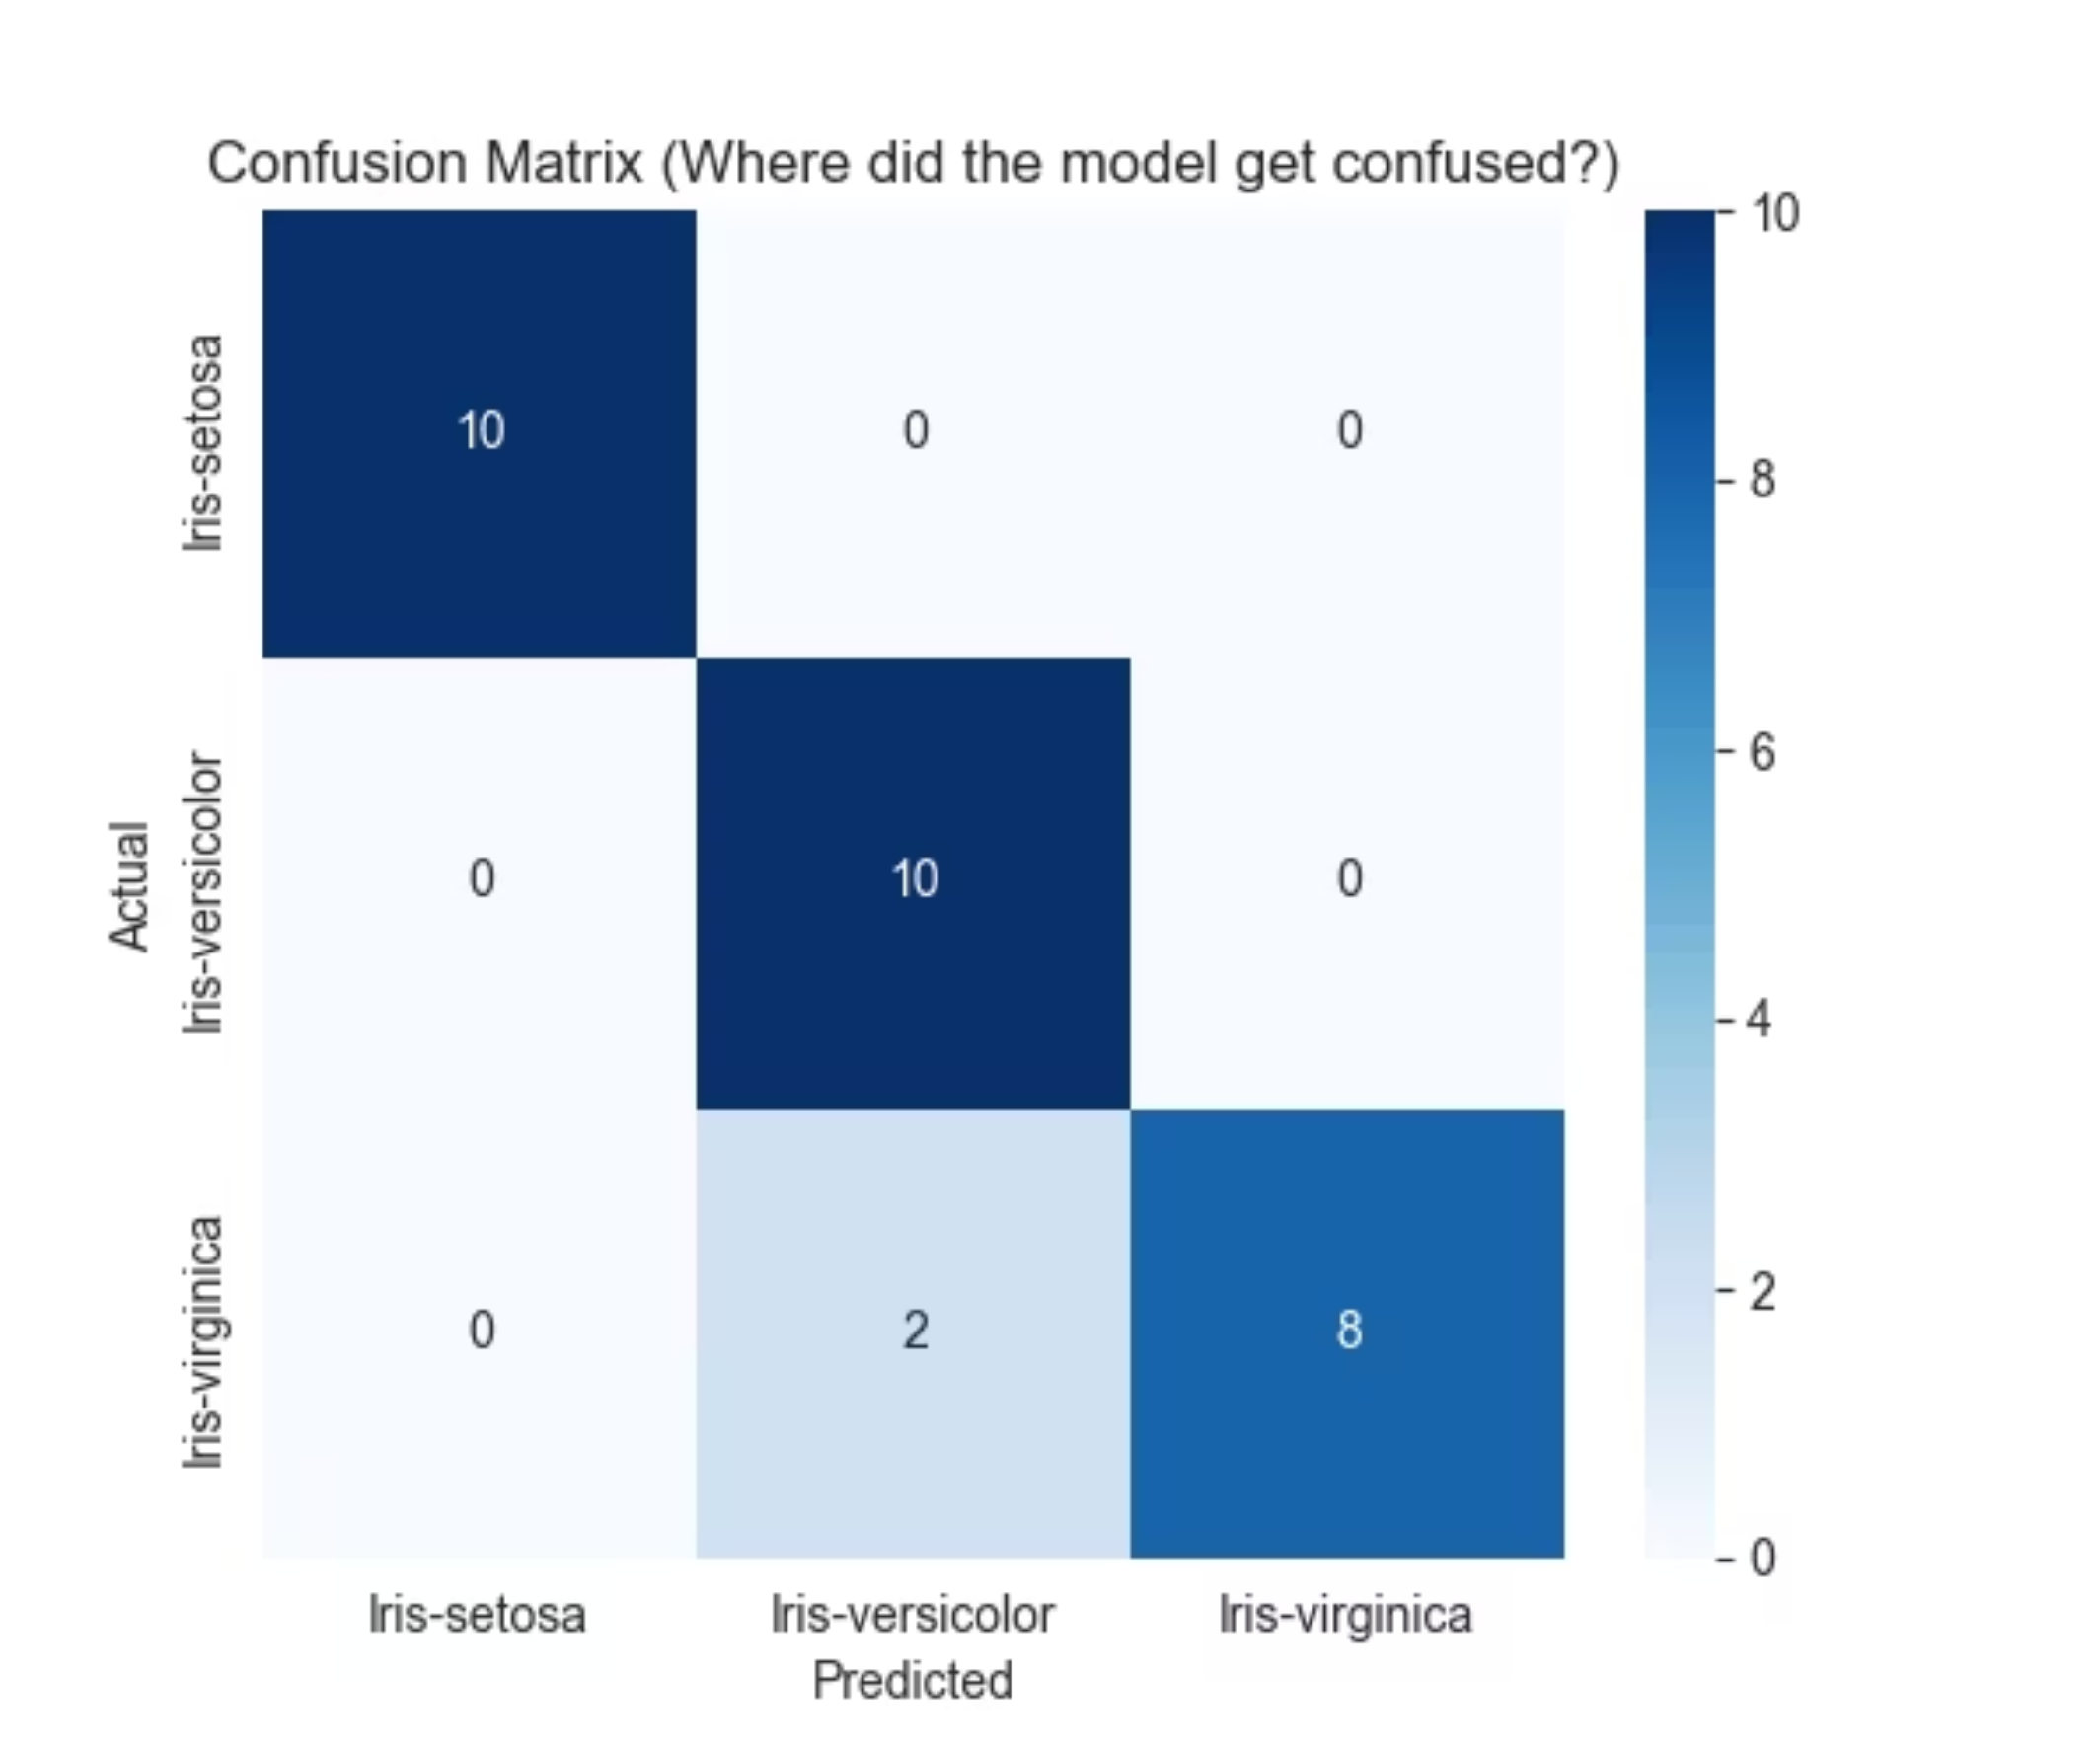 Confusion Matrix (Where did the model get confused?)
10
8
6
4
2
0
Actual
Iris-setosa
Iris-versicolor
Iris-virginica
10 0 0
0 10 0
0 2 8
Iris-setosa Iris-versicolor Iris-virginica
Predicted